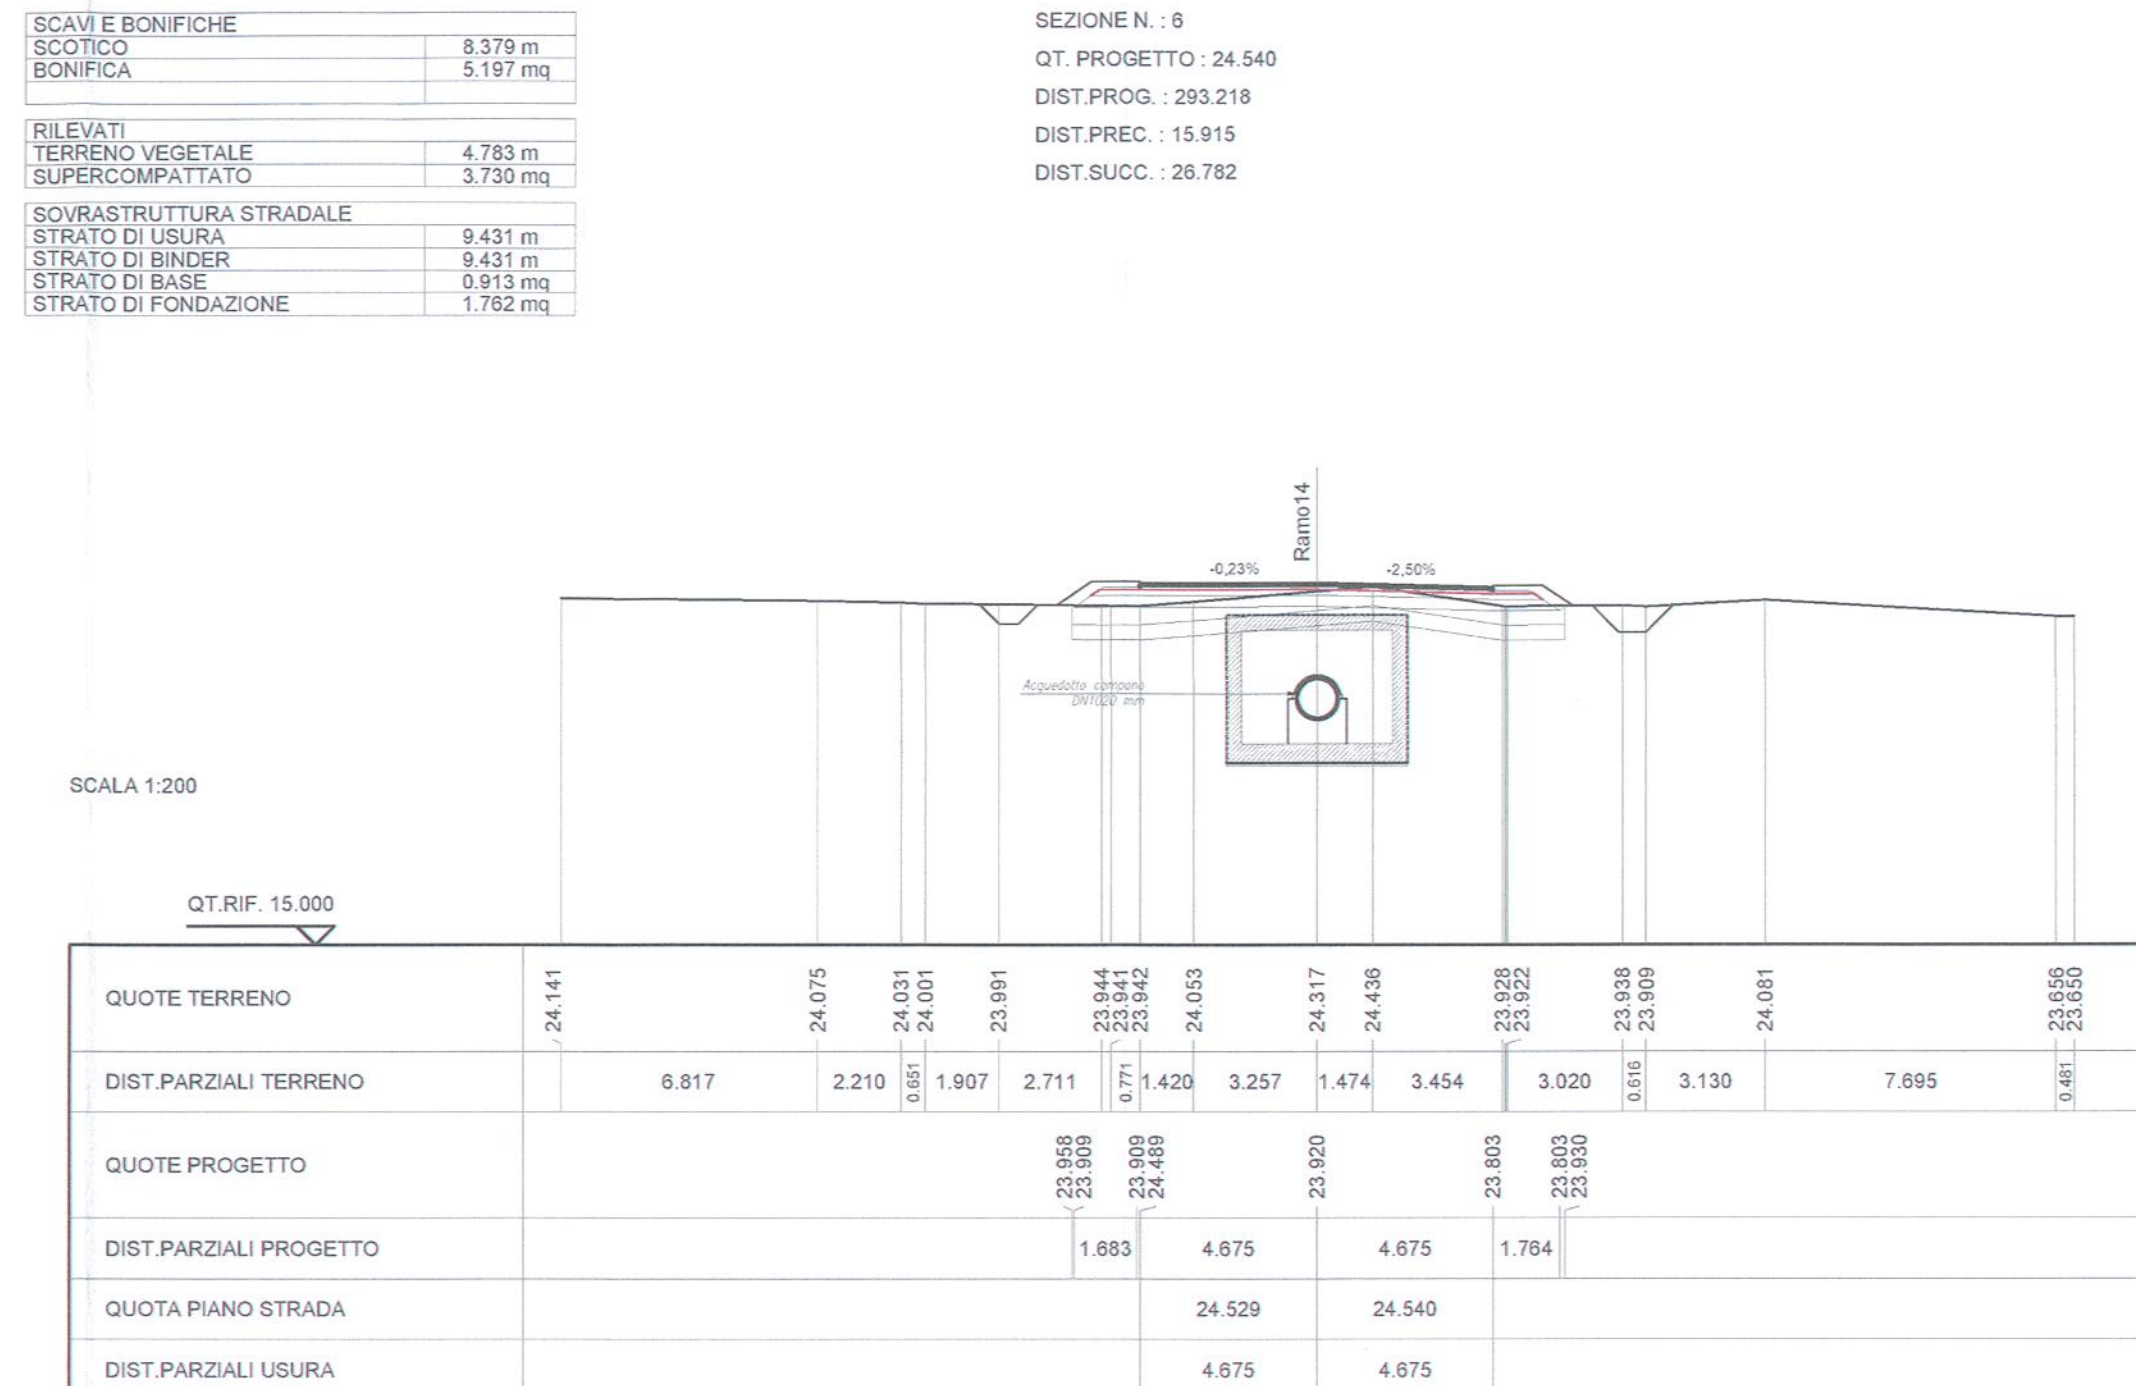 SCAVI E BONIFICHE
SCOTICO 8.379 m
BONIFICA 5.197 mq
RILEVATI
TERRENO VEGETALE 4.783 m
SUPERCOMPATTATO 3.730 mq
SOVRASTRUTTURA STRADALE
STRATO DI USURA 9.431 m
STRATO DI BINDER 9.431 m
STRATO DI BASE 0.913 mq
STRATO DI FONDAZIONE 1.762 mq
SEZIONE N. : 6
QT. PROGETTO : 24.540
DIST.PROG. : 293.218
DIST.PREC. : 15.915
DIST.SUCC. : 26.782
Ramo14
-0,23% -2,50%
Acquedotto campano
DN1020 mm
SCALA 1:200
QT.RIF. 15.000
QUOTE TERRENO 24.141 24.075 24.031 24.001 23.991 23.944 23.941 23.942 24.053 24.317 24.436 23.928 23.922 23.938 23.909 24.081 23.656 23.650
DIST.PARZIALI TERRENO 6.817 2.210 0.651 1.907 2.711 0.771 1.420 3.257 1.474 3.454 3.020 0.616 3.130 7.695 0.481
QUOTE PROGETTO 23.958 23.909 23.909 24.489 23.920 23.803 23.803 23.930
DIST.PARZIALI PROGETTO 1.683 4.675 4.675 1.764
QUOTA PIANO STRADA 24.529 24.540
DIST.PARZIALI USURA 4.675 4.675